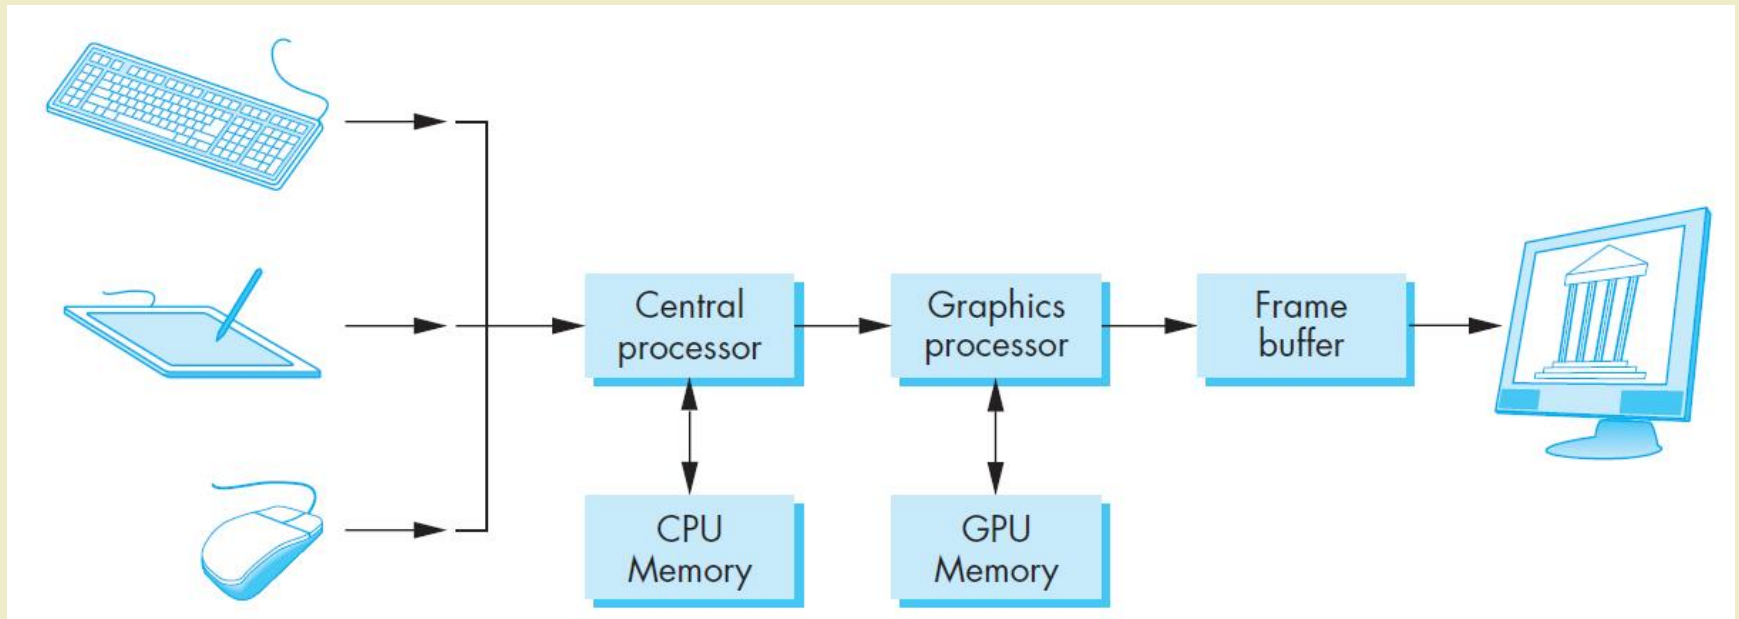 Central
processor
Graphics
processor
Frame
buffer
CPU
Memory
GPU
Memory